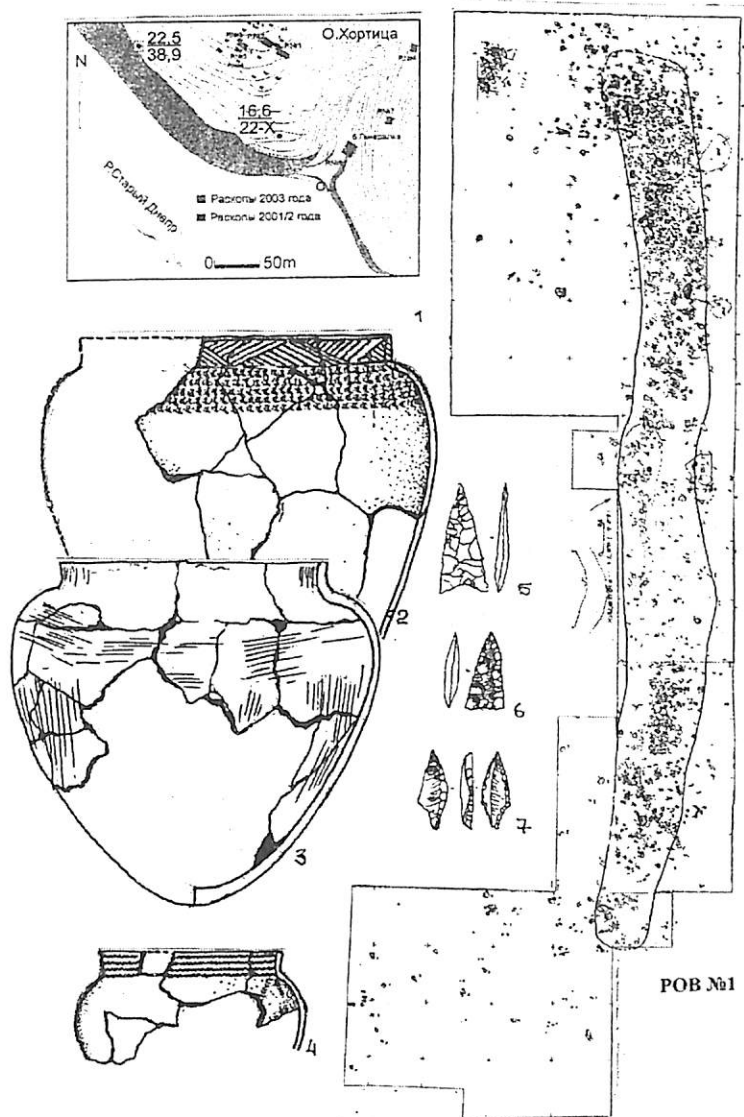 22,5
38,9
О.Хортица
N
16,6
22-X
Р.Старый Днепр
Раскопы 2003 года
Раскопы 2001/2 года
0 50m
1
2
3
4
5
6
7
РОВ №1